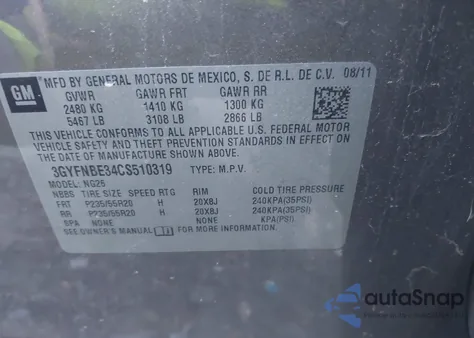 GM
MFD BY GENERAL MOTORS DE MEXICO, S. DE R.L. DE C.V. 08/11
GVWR GAWR FRT GAWR RR
2480 KG 1410 KG 1300 KG
5467 LB 3108 LB 2866 LB
THIS VEHICLE CONFORMS TO ALL APPLICABLE U.S. FEDERAL MOTOR
VEHICLE SAFETY AND THEFT PREVENTION STANDARDS IN EFFECT
ON THE DATE OF MANUFACTURE SHOWN ABOVE.
3GYFNBE34CS510319 TYPE: M.P.V.
MODEL: NG26
NBBS TIRE SIZE SPEED RTG RIM COLD TIRE PRESSURE
FRT P235/55R20 H 20X8J 240KPA(35PSI)
RR P235/55R20 H 20X8J 240KPA(35PSI)
SPA NONE NONE KPA(PSI)
SEE OWNER'S MANUAL FOR MORE INFORMATION
autoSnap
Powered by